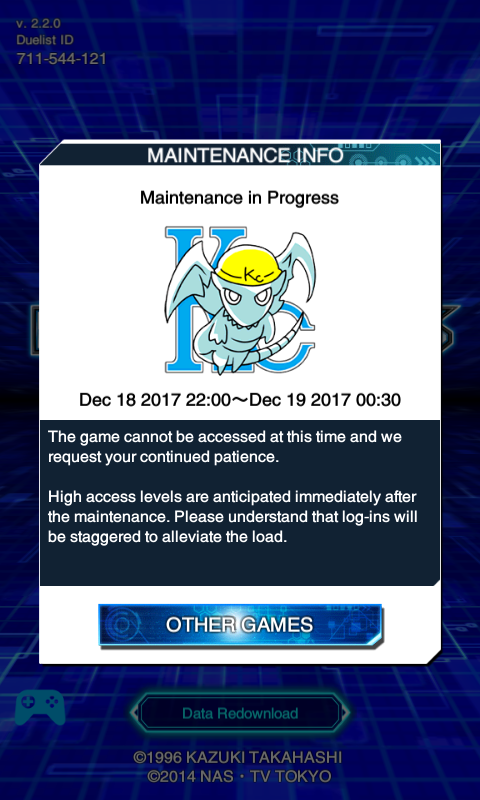 v. 2.2.0
Duelist ID
711-544-121
MAINTENANCE INFO
Maintenance in Progress
KC
Kc
Dec 18 2017 22:00～Dec 19 2017 00:30
The game cannot be accessed at this time and we
request your continued patience.
High access levels are anticipated immediately after
the maintenance. Please understand that log-ins will
be staggered to alleviate the load.
OTHER GAMES
Data Redownload
©1996 KAZUKI TAKAHASHI
©2014 NAS・TV TOKYO